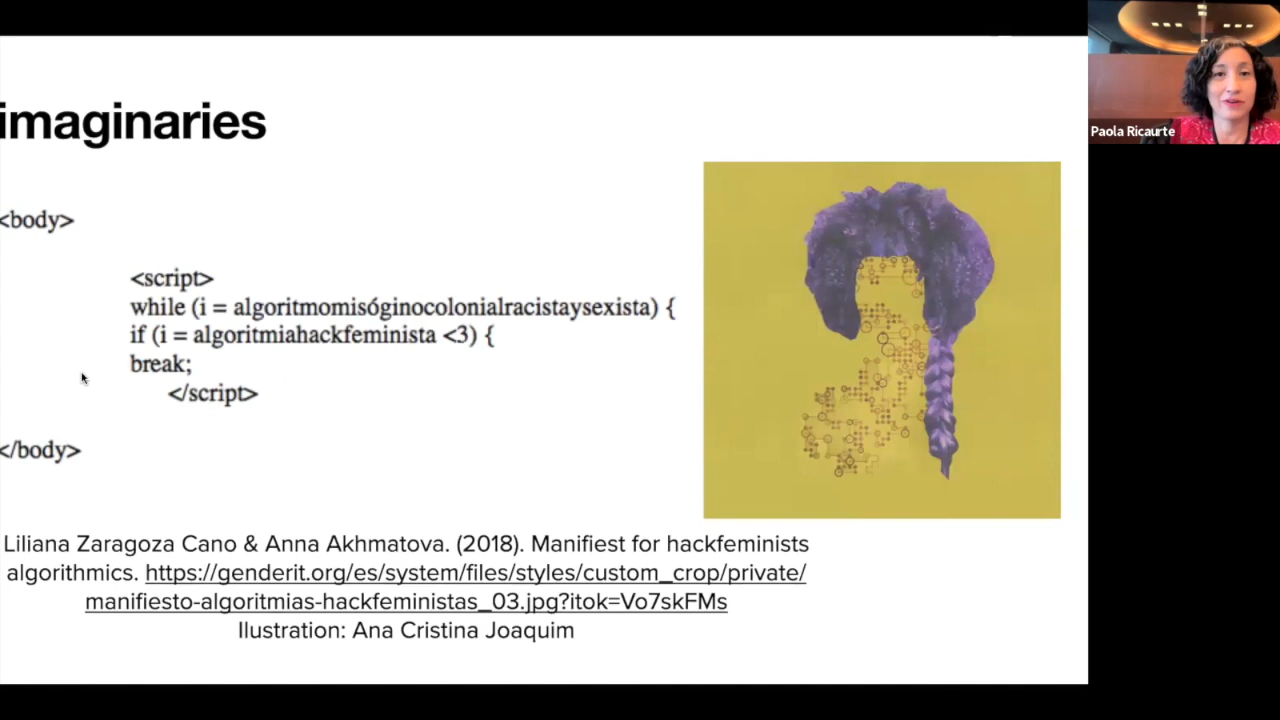 imaginaries
<body>
<script>
while (i = algoritmomisóginocolonialracistaysexista) {
if (i = algoritmiahackfeminista <3) {
break;
</script>
</body>
Liliana Zaragoza Cano & Anna Akhmatova. (2018). Manifiest for hackfeminists
algorithmics. https://genderit.org/es/system/files/styles/custom_crop/private/
manifiesto-algoritmias-hackfeministas_03.jpg?itok=Vo7skFMs
Ilustration: Ana Cristina Joaquim
Paola Ricaurte